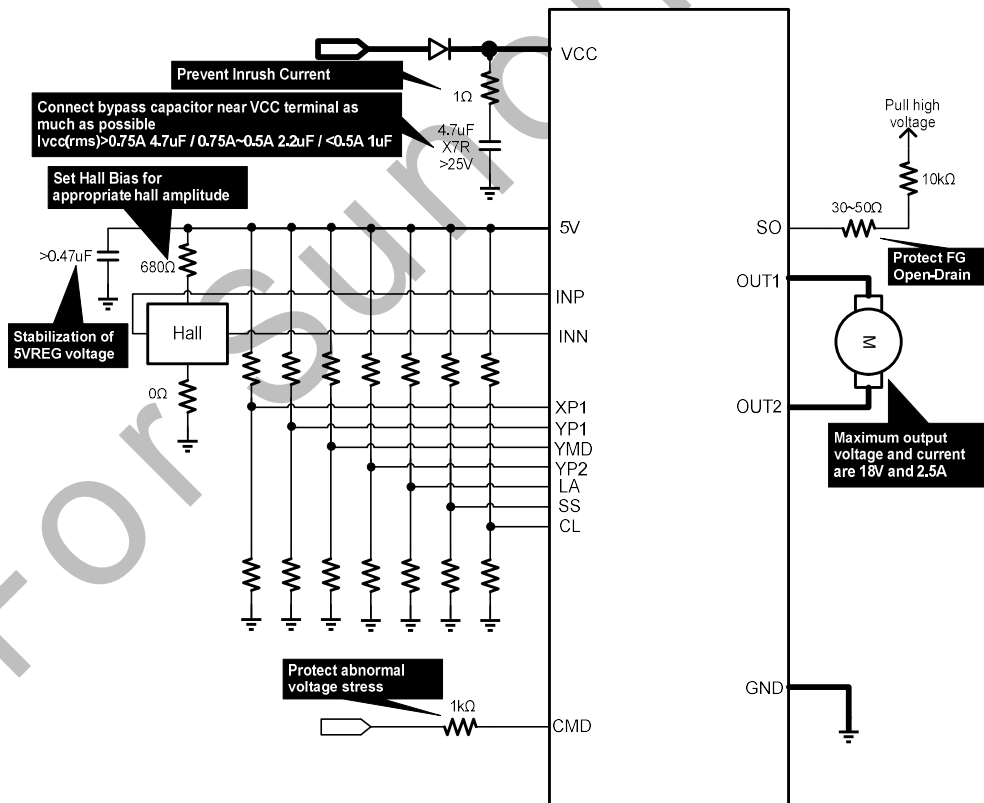 VCC
Prevent Inrush Current
1Ω
Connect bypass capacitor near VCC terminal as
much as possible
Ivcc(rms)>0.75A 4.7uF / 0.75A~0.5A 2.2uF / <0.5A 1uF
4.7uF
X7R
>25V
Pull high
voltage
10kΩ
Set Hall Bias for
appropriate hall amplitude
30~50Ω
5V
SO
>0.47uF
680Ω
Protect FG
Open-Drain
OUT1
INP
Hall
INN
Stabilization of
5VREG voltage
M
0Ω
XP1
OUT2
YP1
YMD
YP2
LA
SS
CL
Maximum output
voltage and current
are 18V and 2.5A
Protect abnormal
voltage stress
GND
1kΩ
CMD
For Sunon